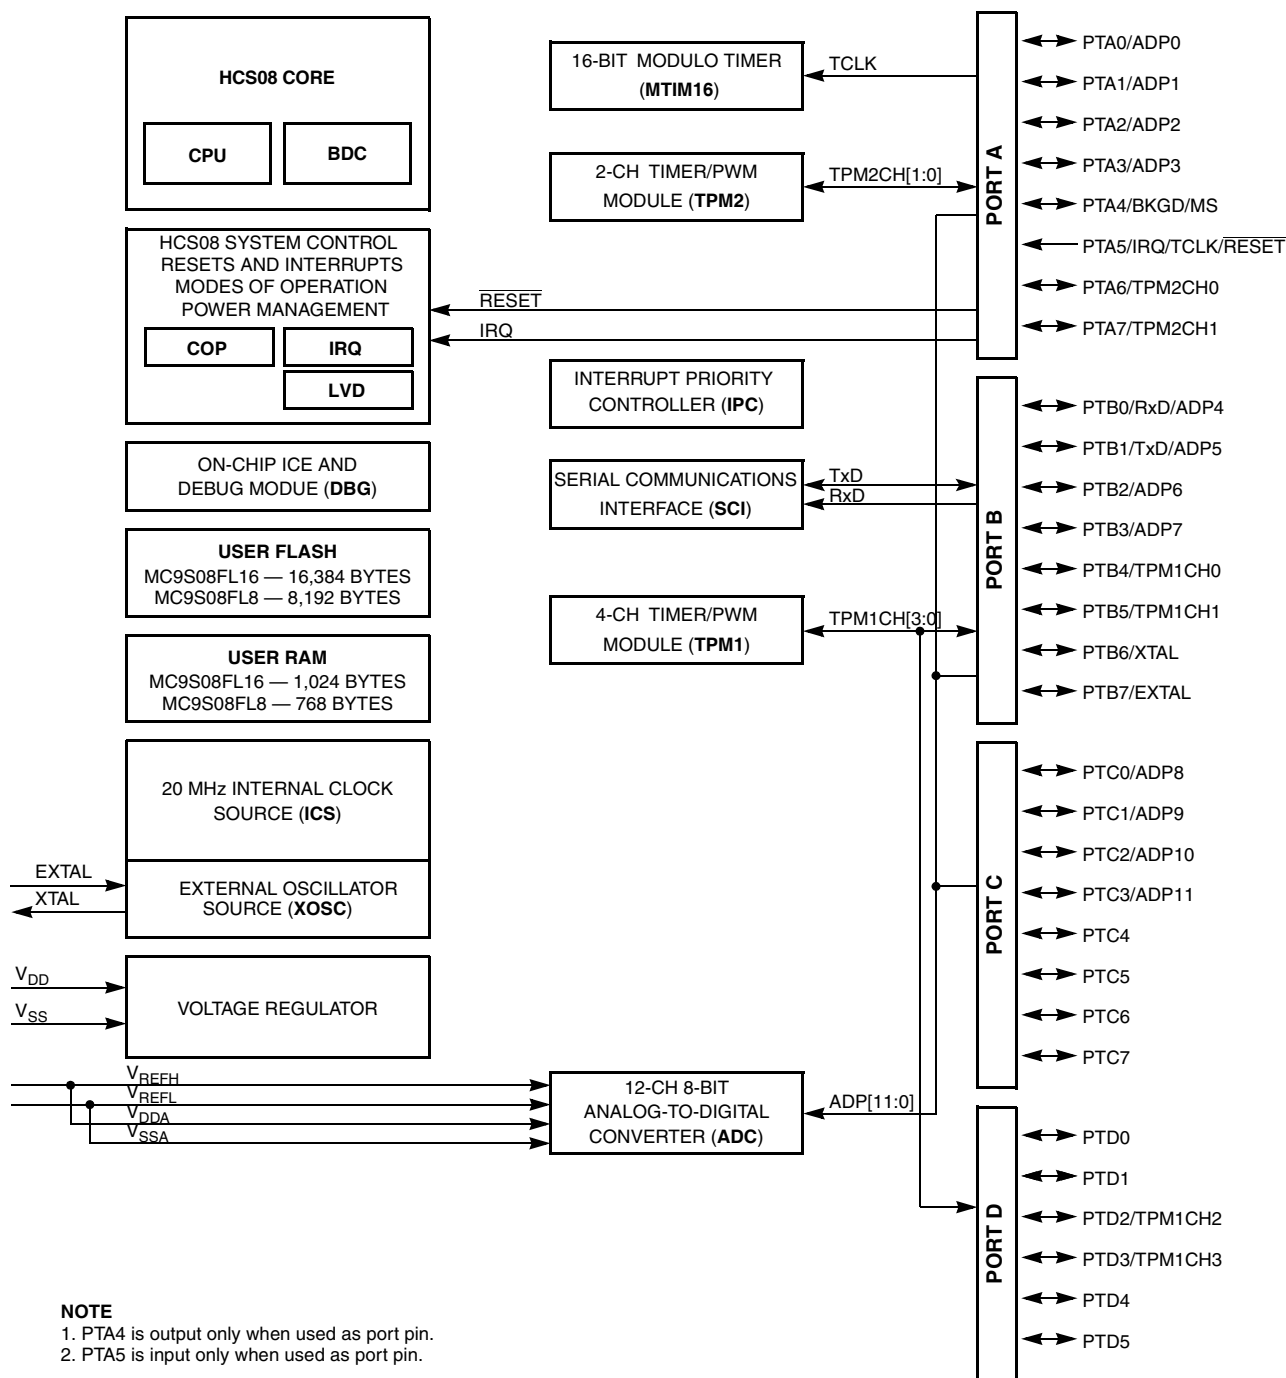 HCS08 CORE
CPU
BDC
HCS08 SYSTEM CONTROL
RESETS AND INTERRUPTS
MODES OF OPERATION
POWER MANAGEMENT
COP
IRQ
LVD
ON-CHIP ICE AND
DEBUG MODUE (DBG)
USER FLASH
MC9S08FL16 — 16,384 BYTES
MC9S08FL8 — 8,192 BYTES
USER RAM
MC9S08FL16 — 1,024 BYTES
MC9S08FL8 — 768 BYTES
20 MHz INTERNAL CLOCK
SOURCE (ICS)
EXTERNAL OSCILLATOR
SOURCE (XOSC)
EXTAL
XTAL
VOLTAGE REGULATOR
VDD
VSS
VREFH
VREFL
VDDA
VSSA
16-BIT MODULO TIMER
(MTIM16)
TCLK
2-CH TIMER/PWM
MODULE (TPM2)
TPM2CH[1:0]
RESET
IRQ
INTERRUPT PRIORITY
CONTROLLER (IPC)
SERIAL COMMUNICATIONS
INTERFACE (SCI)
TxD
RxD
4-CH TIMER/PWM
MODULE (TPM1)
TPM1CH[3:0]
12-CH 8-BIT
ANALOG-TO-DIGITAL
CONVERTER (ADC)
ADP[11:0]
PORT A
PTA0/ADP0
PTA1/ADP1
PTA2/ADP2
PTA3/ADP3
PTA4/BKGD/MS
PTA5/IRQ/TCLK/RESET
PTA6/TPM2CH0
PTA7/TPM2CH1
PORT B
PTB0/RxD/ADP4
PTB1/TxD/ADP5
PTB2/ADP6
PTB3/ADP7
PTB4/TPM1CH0
PTB5/TPM1CH1
PTB6/XTAL
PTB7/EXTAL
PORT C
PTC0/ADP8
PTC1/ADP9
PTC2/ADP10
PTC3/ADP11
PTC4
PTC5
PTC6
PTC7
PORT D
PTD0
PTD1
PTD2/TPM1CH2
PTD3/TPM1CH3
PTD4
PTD5
NOTE
1. PTA4 is output only when used as port pin.
2. PTA5 is input only when used as port pin.